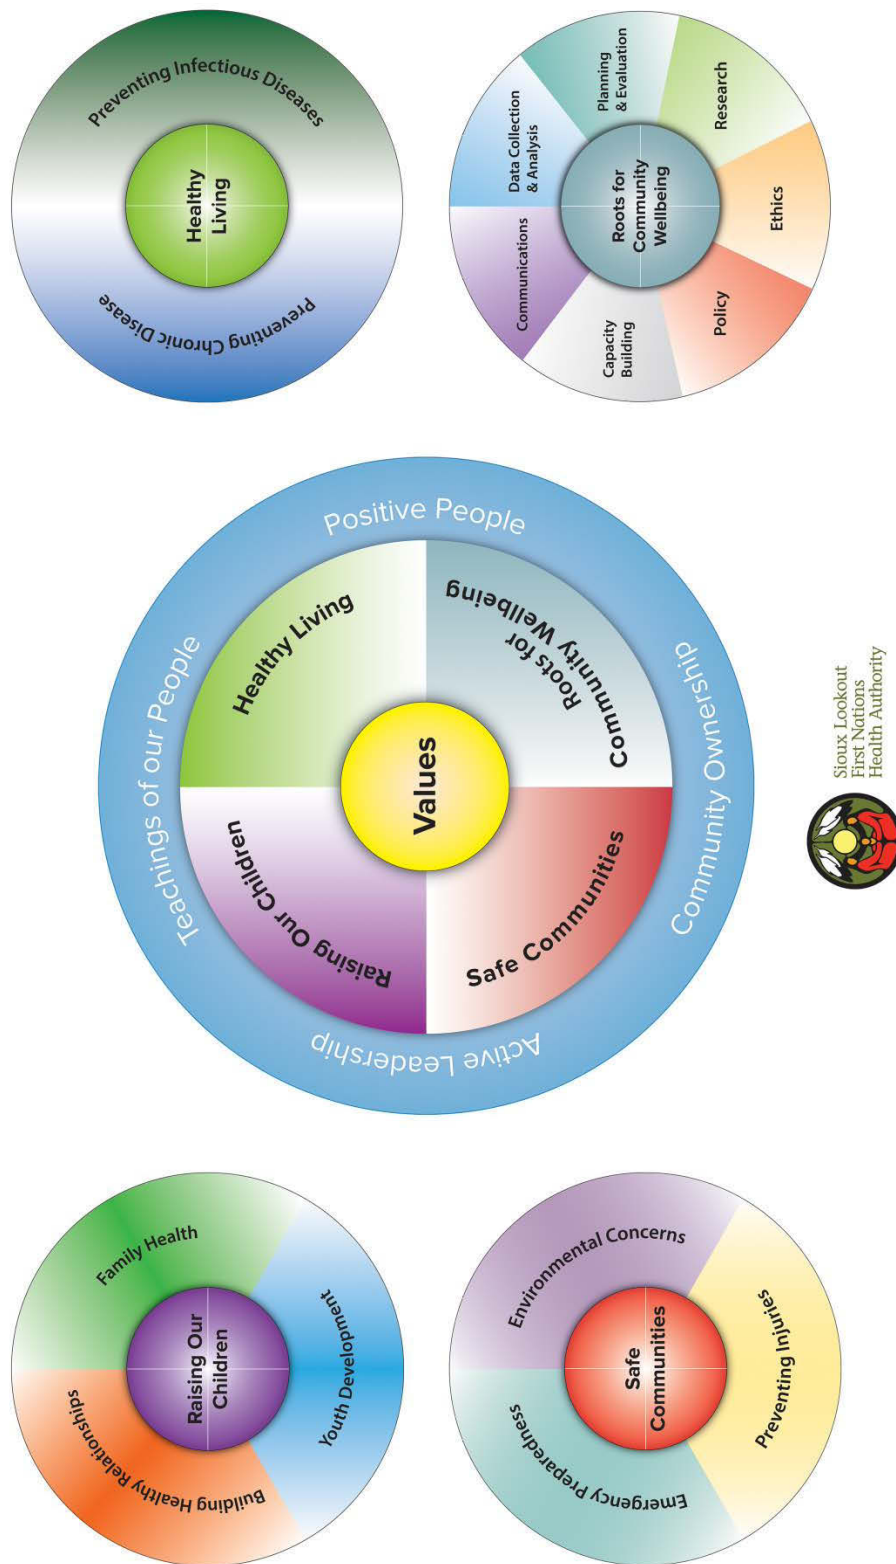 Building Healthy Relationships
Family Health
Youth Development
Raising Our
Children
Teachings of our People
Positive People
Community Ownership
Active Leadership
Raising Our Children
Healthy Living
Roots for
Community Wellbeing
Safe Communities
Values
Preventing Chronic Disease
Preventing Infectious Diseases
Healthy
Living
Emergency Preparedness
Environmental Concerns
Preventing Injuries
Safe
Communities
Communications
Data Collection
& Analysis
Planning
& Evaluation
Research
Ethics
Policy
Capacity
Building
Roots for
Community
Wellbeing
Sioux Lookout
First Nations
Health Authority